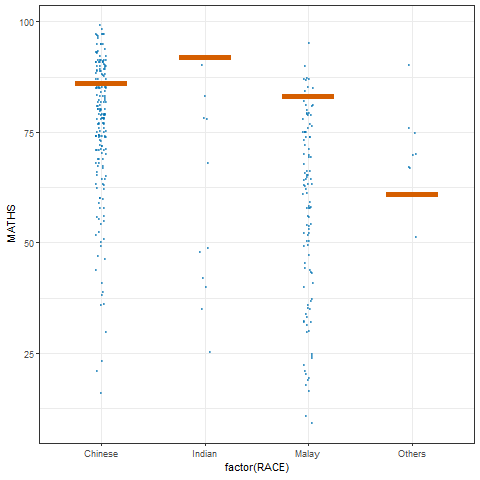 100
75
50
25
MATHS
Chinese
Indian
Malay
Others
factor(RACE)